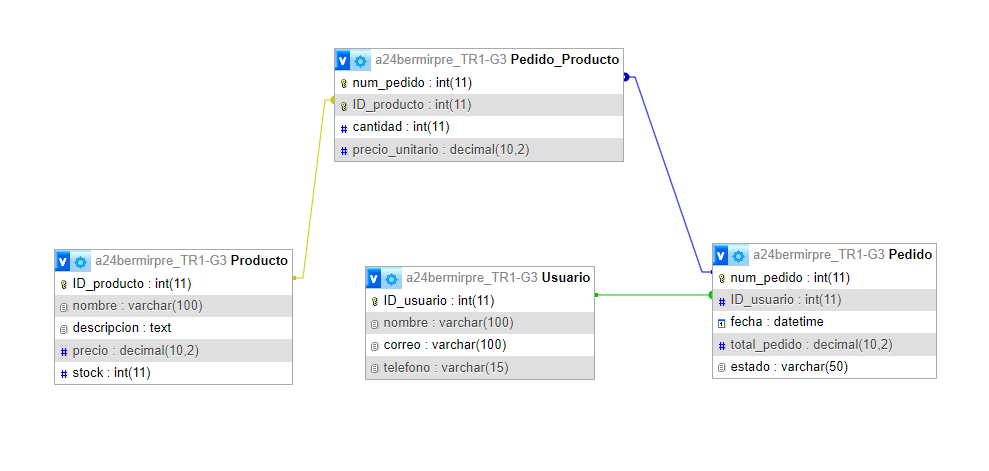 a24bermirpre_TR1-G3 Pedido_Producto
num_pedido : int(11)
ID_producto : int(11)
cantidad : int(11)
precio_unitario : decimal(10,2)
a24bermirpre_TR1-G3 Producto
ID_producto : int(11)
nombre : varchar(100)
descripcion : text
precio : decimal(10,2)
stock : int(11)
a24bermirpre_TR1-G3 Usuario
ID_usuario : int(11)
nombre : varchar(100)
correo : varchar(100)
telefono : varchar(15)
a24bermirpre_TR1-G3 Pedido
num_pedido : int(11)
ID_usuario : int(11)
fecha : datetime
total_pedido : decimal(10,2)
estado : varchar(50)